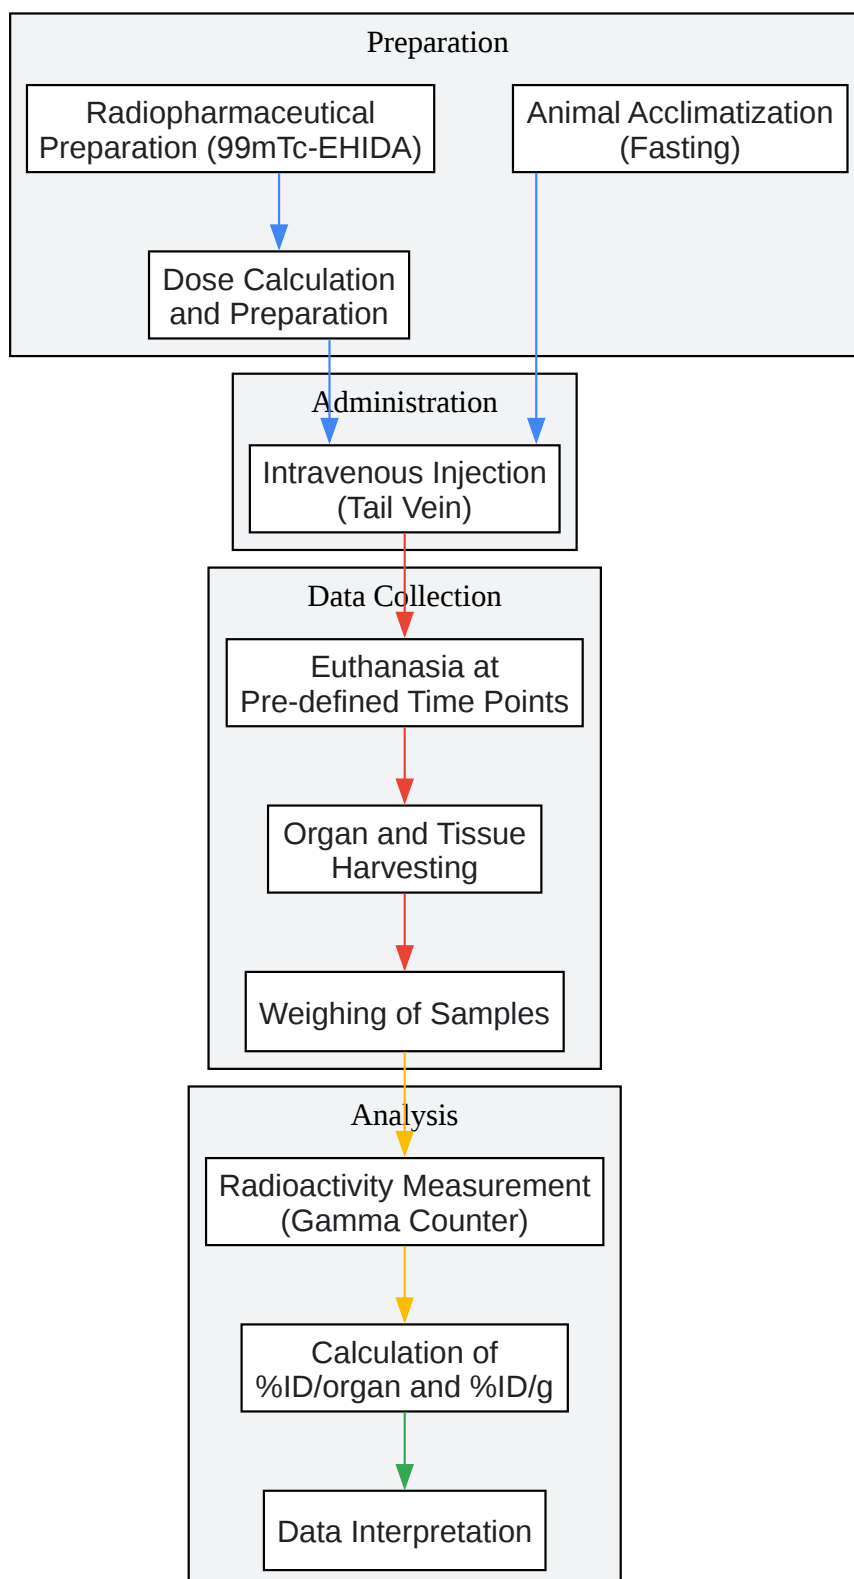 Preparation
Radiopharmaceutical
Preparation (99mTc-EHIDA)
Animal Acclimatization
(Fasting)
Dose Calculation
and Preparation
Administration
Intravenous Injection
(Tail Vein)
Data Collection
Euthanasia at
Pre-defined Time Points
Organ and Tissue
Harvesting
Weighing of Samples
Analysis
Radioactivity Measurement
(Gamma Counter)
Calculation of
%ID/organ and %ID/g
Data Interpretation